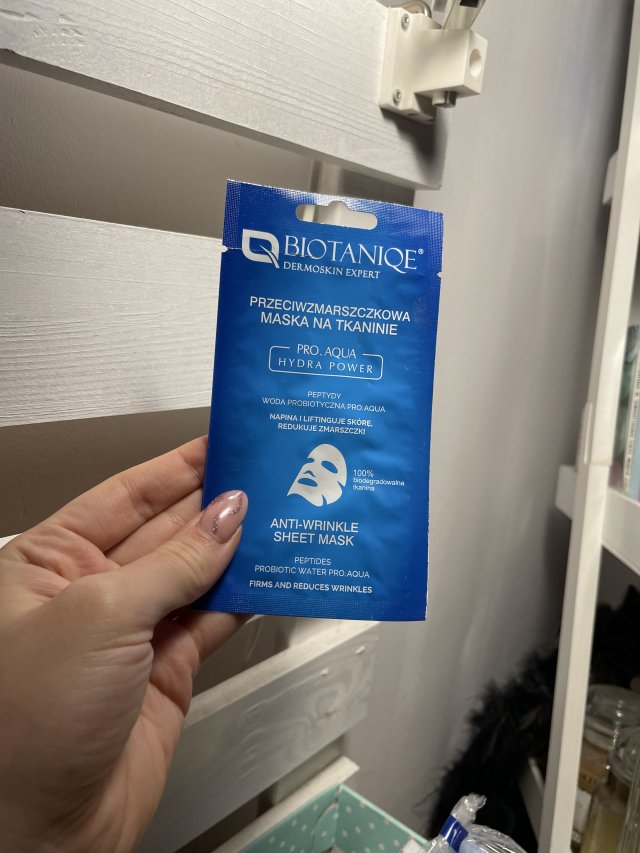 BIOTANIQE®
DERMOSKIN EXPERT
PRZECIWZMARSZCZKOWA
MASKA NA TKANINIE
PRO. AQUA
HYDRA POWER
PEPTYDY
WODA PROBIOTYCZNA PRO.AQUA
NAPINA I LIFTINGUJE SKÓRĘ,
REDUKUJE ZMARSZCZKI
100%
biodegradowalna
tkanina
ANTI-WRINKLE
SHEET MASK
PEPTIDES
PROBIOTIC WATER PRO.AQUA
FIRMS AND REDUCES WRINKLES